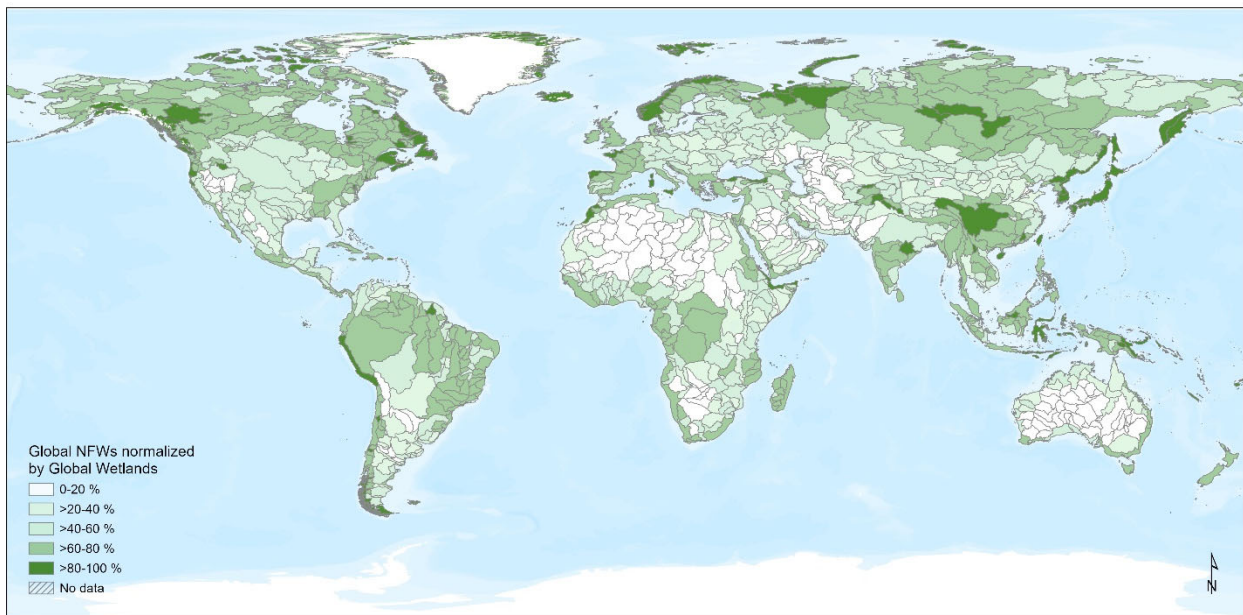 Global NFWs normalized
by Global Wetlands
0-20 %
>20-40 %
>40-60 %
>60-80 %
>80-100 %
No data
N